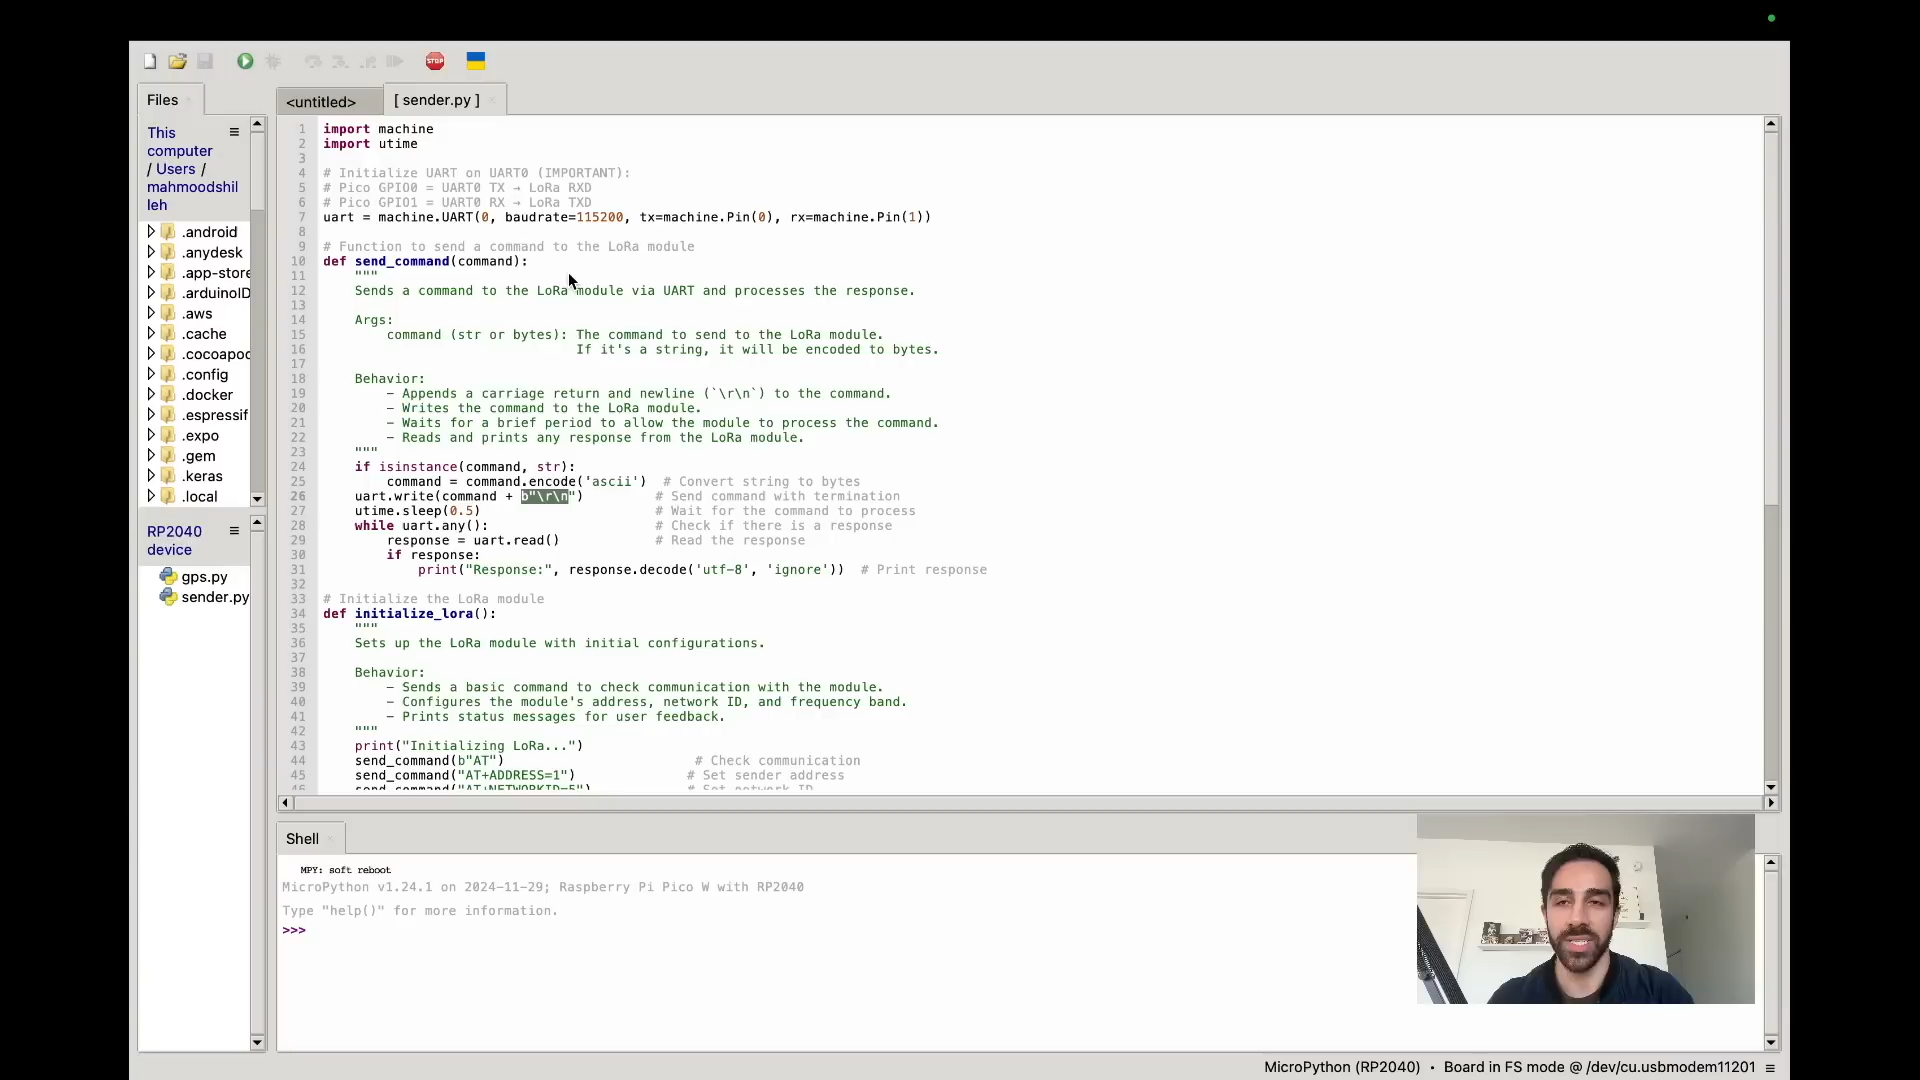 STOP
Files
<untitled>
[ sender.py ]
This
computer
/ Users /
mahmoodshil
leh
.android
.anydesk
.app-store
.arduinoID
.aws
.cache
.cocoapod
.config
.docker
.espressif
.expo
.gem
.keras
.local
RP2040
device
gps.py
sender.py
1 import machine
2 import utime
3
4 # Initialize UART on UART0 (IMPORTANT):
5 # Pico GPIO0 = UART0 TX → LoRa RXD
6 # Pico GPIO1 = UART0 RX → LoRa TXD
7 uart = machine.UART(0, baudrate=115200, tx=machine.Pin(0), rx=machine.Pin(1))
8
9 # Function to send a command to the LoRa module
10 def send_command(command):
11     """
12     Sends a command to the LoRa module via UART and processes the response.
13
14     Args:
15         command (str or bytes): The command to send to the LoRa module.
16                                 If it's a string, it will be encoded to bytes.
17
18     Behavior:
19         - Appends a carriage return and newline (`\r\n`) to the command.
20         - Writes the command to the LoRa module.
21         - Waits for a brief period to allow the module to process the command.
22         - Reads and prints any response from the LoRa module.
23     """
24     if isinstance(command, str):
25         command = command.encode('ascii')  # Convert string to bytes
26     uart.write(command + b"\r\n")         # Send command with termination
27     utime.sleep(0.5)                      # Wait for the command to process
28     while uart.any():                     # Check if there is a response
29         response = uart.read()            # Read the response
30         if response:
31             print("Response:", response.decode('utf-8', 'ignore'))  # Print response
32
33 # Initialize the LoRa module
34 def initialize_lora():
35     """
36     Sets up the LoRa module with initial configurations.
37
38     Behavior:
39         - Sends a basic command to check communication with the module.
40         - Configures the module's address, network ID, and frequency band.
41         - Prints status messages for user feedback.
42     """
43     print("Initializing LoRa...")
44     send_command(b"AT")                        # Check communication
45     send_command("AT+ADDRESS=1")              # Set sender address
46     send_command("AT+NETWORKID=5")            # Set network ID
Shell
MPY: soft reboot
MicroPython v1.24.1 on 2024-11-29; Raspberry Pi Pico W with RP2040
Type "help()" for more information.
>>>
MicroPython (RP2040) • Board in FS mode @ /dev/cu.usbmodem11201 ≡